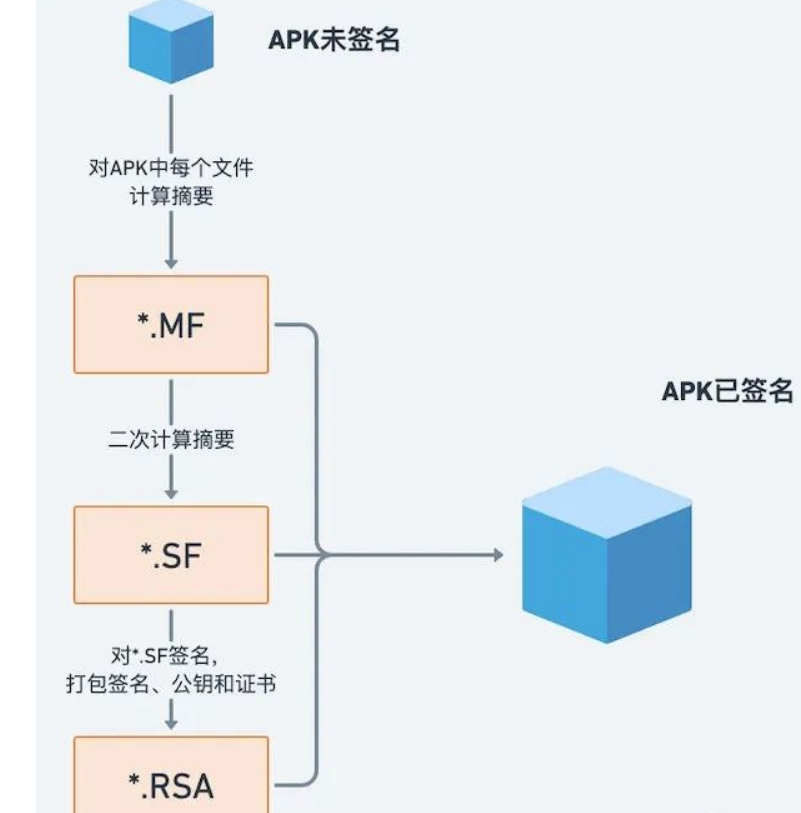 APK未签名
对APK中每个文件
计算摘要
*.MF
二次计算摘要
APK已签名
*.SF
对*.SF签名，
打包签名、公钥和证书
*.RSA